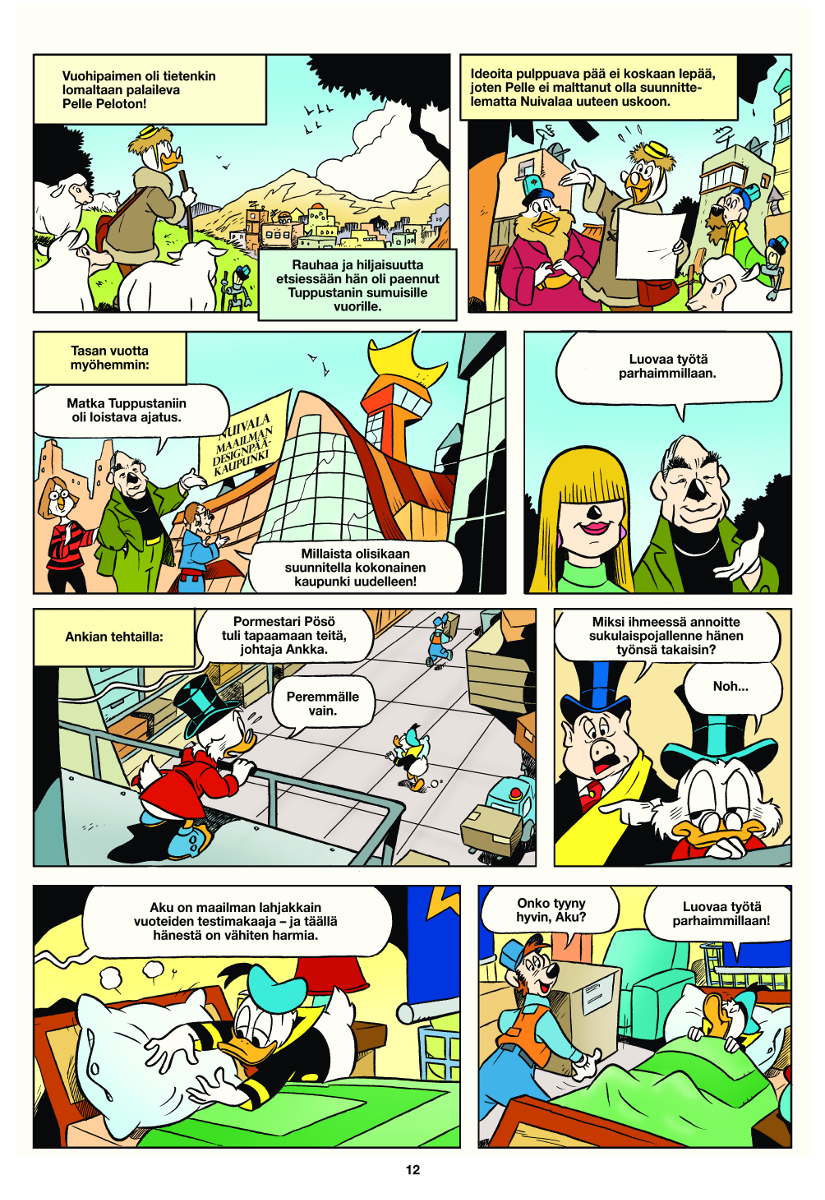 Vuohipaimen oli tietenkin
lomaltaan palaileva
Pelle Peloton!
Rauhaa ja hiljaisuutta
etsiessään hän oli paennut
Tuppustanin sumuisille
vuorille.
Ideoita pulppuava pää ei koskaan lepää,
joten Pelle ei malttanut olla suunnitte-
lematta Nuivalaa uuteen uskoon.
Tasan vuotta
myöhemmin:
Matka Tuppustaniin
oli loistava ajatus.
NUIVALA
MAAILMAN
DESIGNPÄÄ-
KAUPUNKI
Millaista olisikaan
suunnitella kokonainen
kaupunki uudelleen!
Luovaa työtä
parhaimmillaan.
Ankian tehtailla:
Pormestari Pösö
tuli tapaamaan teitä,
johtaja Ankka.
Peremmälle
vain.
Miksi ihmeessä annoitte
sukulaispojallenne hänen
työnsä takaisin?
Noh...
Aku on maailman lahjakkain
vuoteiden testimakaaja – ja täällä
hänestä on vähiten harmia.
Onko tyyny
hyvin, Aku?
Luovaa työtä
parhaimmillaan!
12